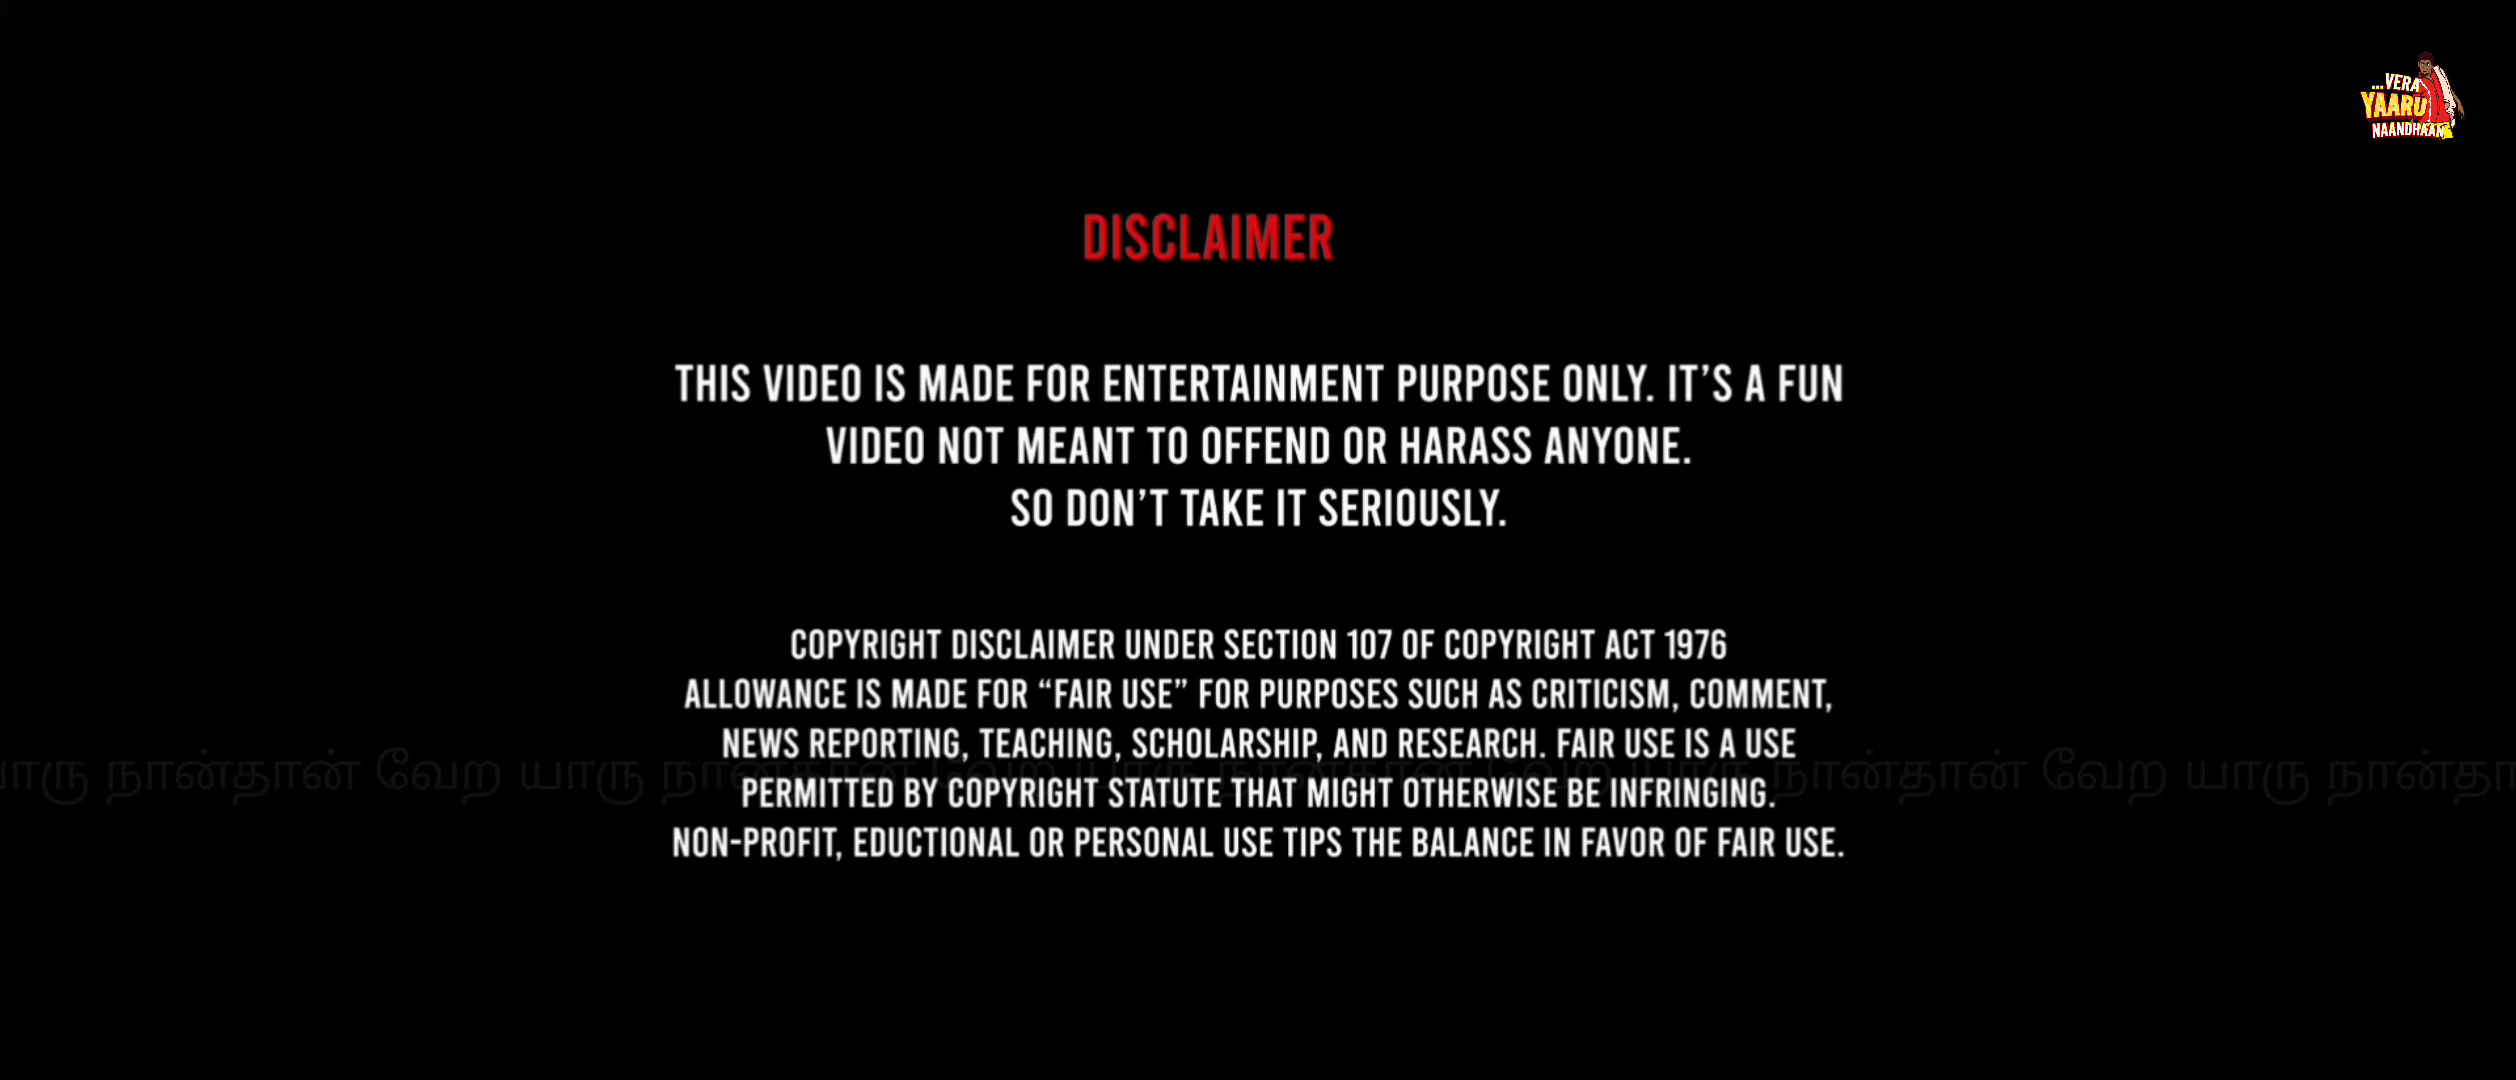 ...VERA
YAARU
NAANDHAAN
DISCLAIMER
THIS VIDEO IS MADE FOR ENTERTAINMENT PURPOSE ONLY. IT’S A FUN
VIDEO NOT MEANT TO OFFEND OR HARASS ANYONE.
SO DON’T TAKE IT SERIOUSLY.
COPYRIGHT DISCLAIMER UNDER SECTION 107 OF COPYRIGHT ACT 1976
ALLOWANCE IS MADE FOR “FAIR USE” FOR PURPOSES SUCH AS CRITICISM, COMMENT,
NEWS REPORTING, TEACHING, SCHOLARSHIP, AND RESEARCH. FAIR USE IS A USE
யாரு நான்தான் வேற யாரு நான்தான் வேற யாரு நான்தான் வேற யாரு நான்தான் வேற யாரு
PERMITTED BY COPYRIGHT STATUTE THAT MIGHT OTHERWISE BE INFRINGING.
NON-PROFIT, EDUCTIONAL OR PERSONAL USE TIPS THE BALANCE IN FAVOR OF FAIR USE.